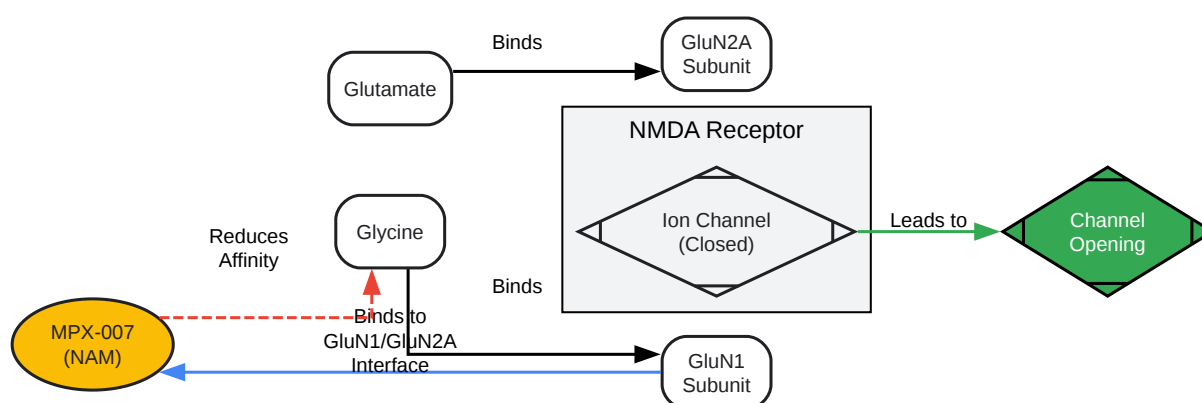 Binds
GluN2A
Subunit
Glutamate
NMDA Receptor
Ion Channel
(Closed)
Leads to
Channel
Opening
Glycine
Reduces
Affinity
Binds
MPX-007
(NAM)
Binds to
GluN1/GluN2A
Interface
GluN1
Subunit